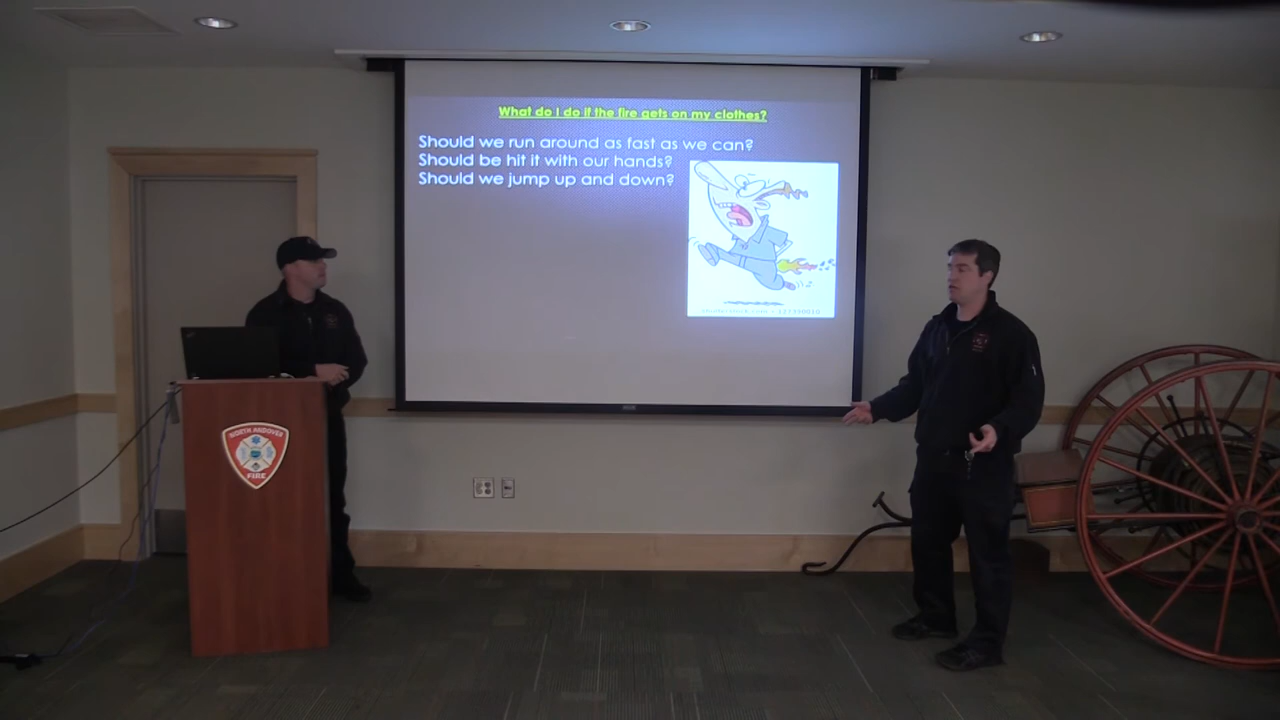 What do I do if the fire gets on my clothes?
Should we run around as fast as we can?
Should be hit it with our hands?
Should we jump up and down?
NORTH ANDOVER
FIRE